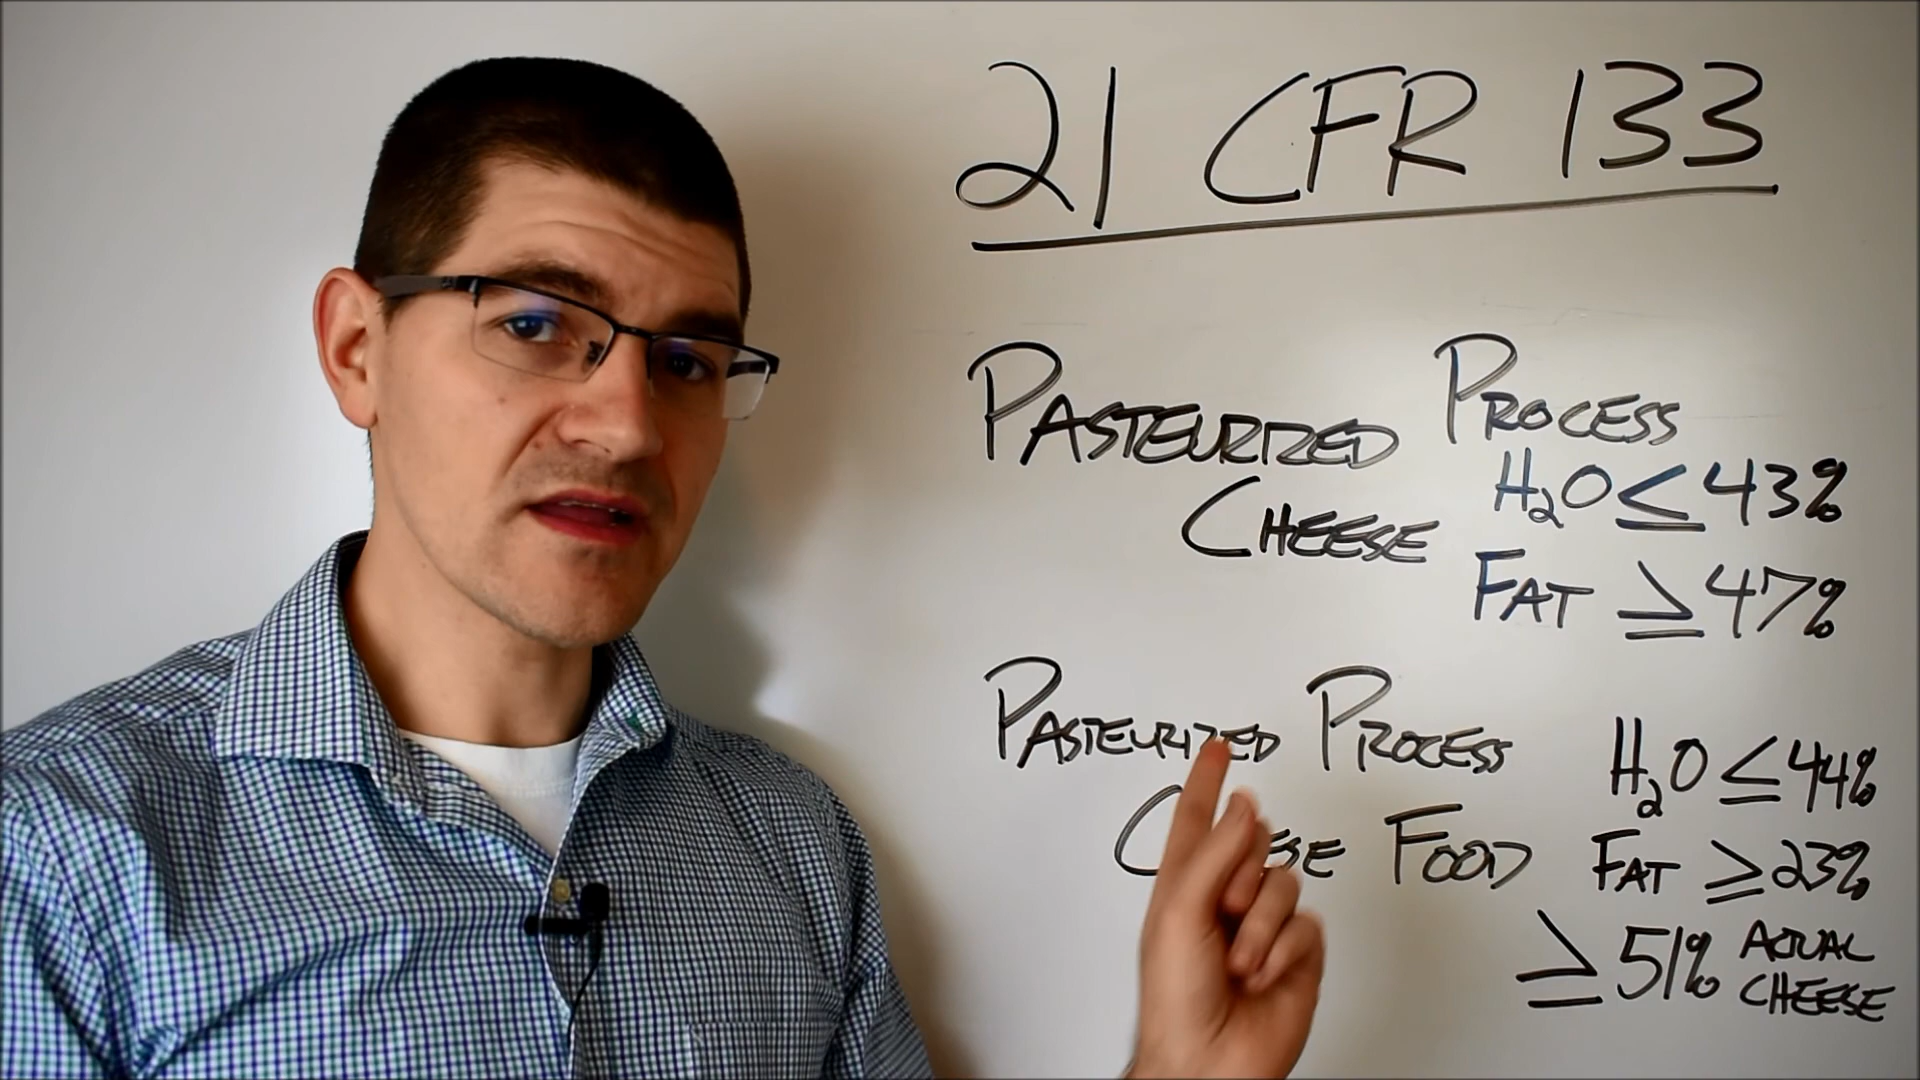 21 CFR 133
PASTEURIZED PROCESS
CHEESE
H₂O ≤ 43%
FAT ≥ 47%
PASTEURIZED PROCESS
FOOD
H₂O ≤ 44%
FAT ≥ 23%
≥ 51% ACTUAL
CHEESE